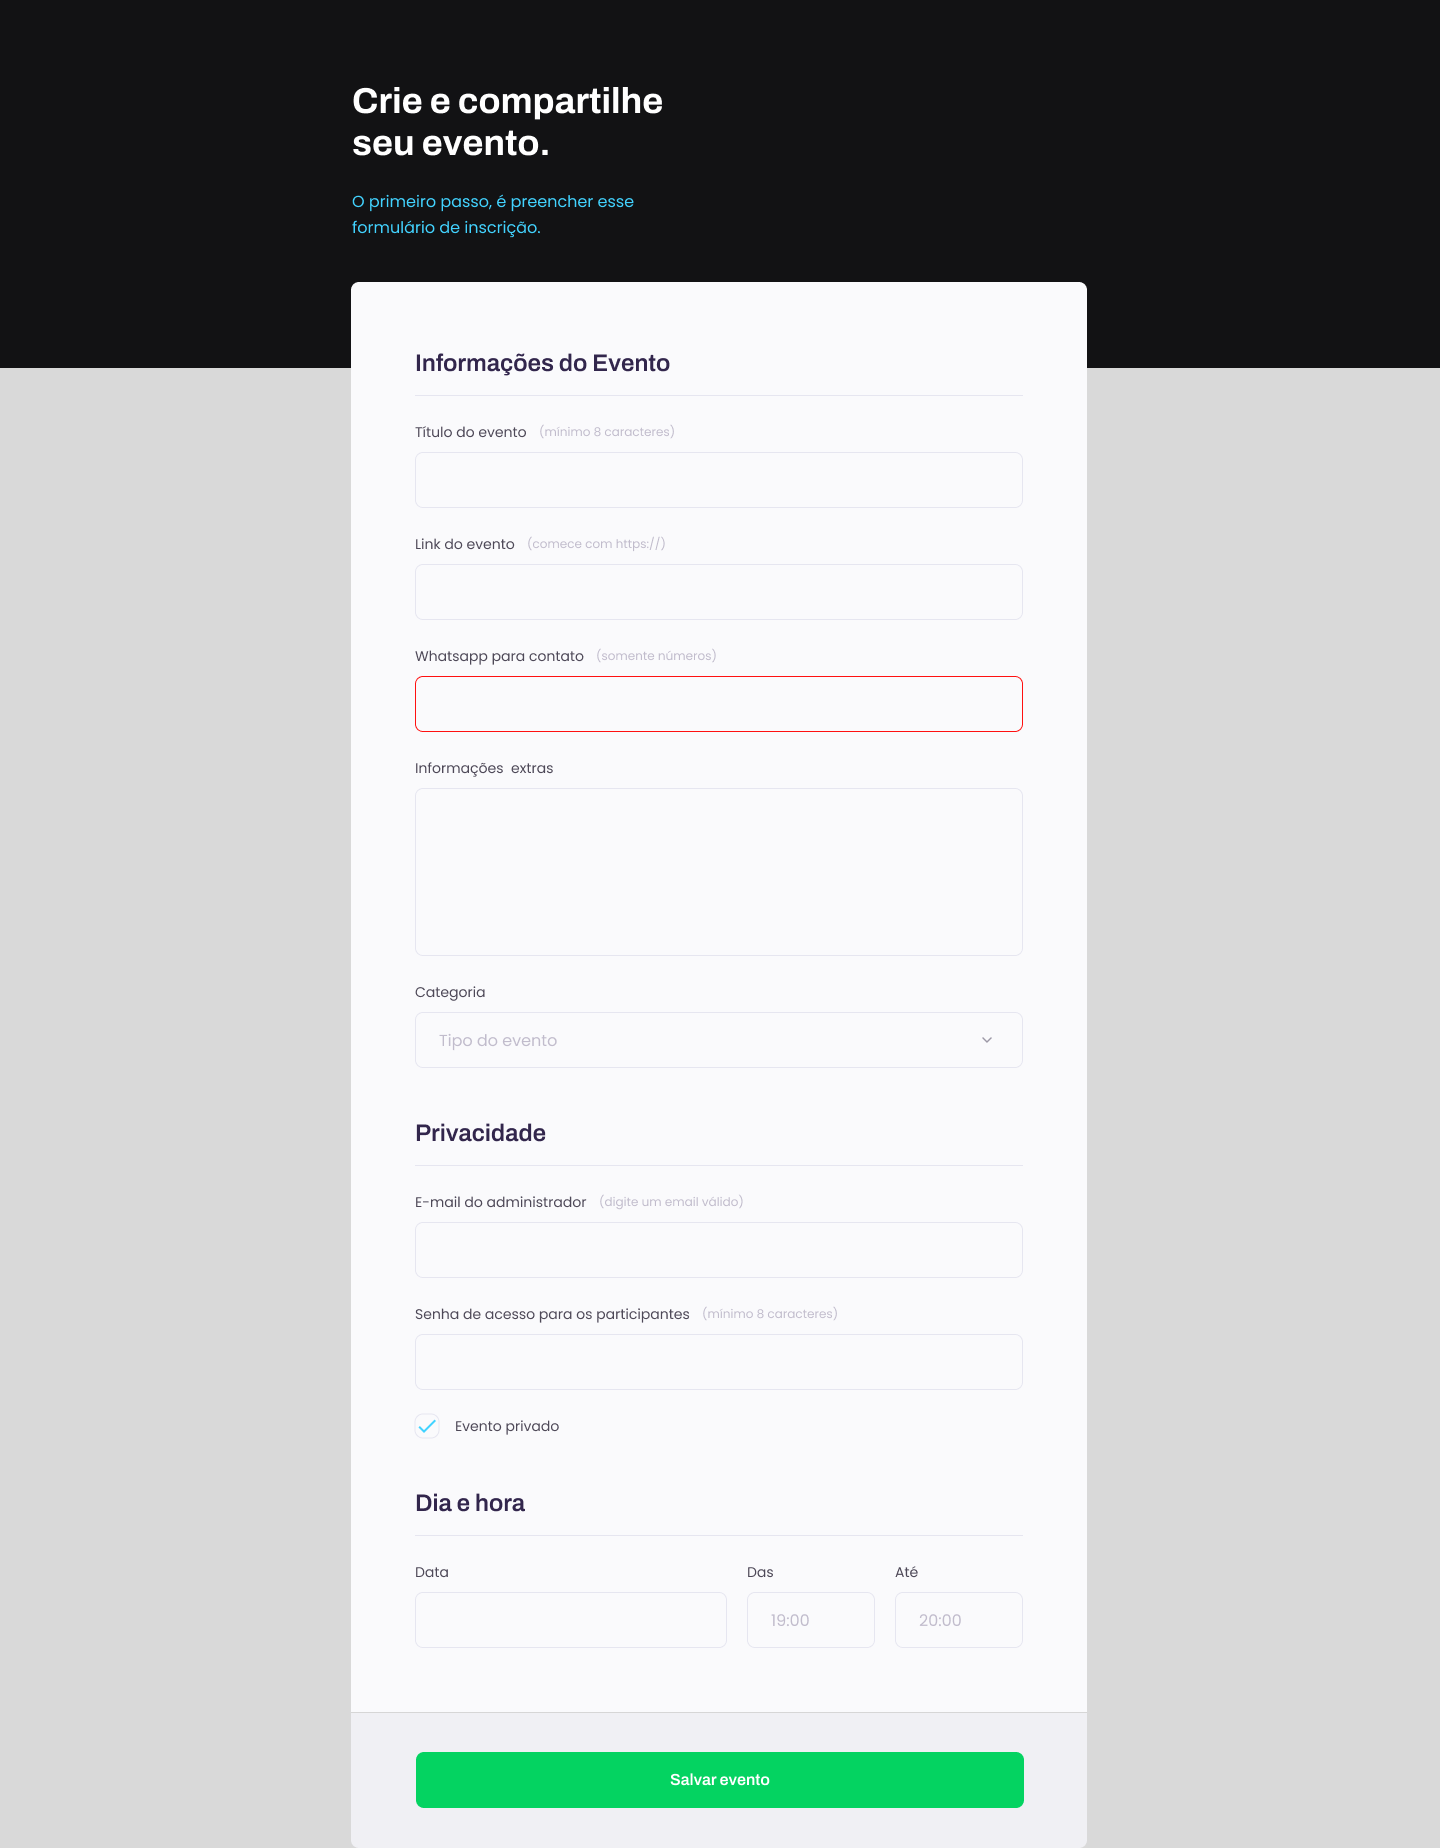 Crie e compartilhe
seu evento.
O primeiro passo, é preencher esse
formulário de inscrição.
Informações do Evento
Título do evento (mínimo 8 caracteres)
Link do evento (comece com https://)
Whatsapp para contato (somente números)
Informações extras
Categoria
Tipo do evento
Privacidade
E-mail do administrador (digite um email válido)
Senha de acesso para os participantes (mínimo 8 caracteres)
Evento privado
Dia e hora
Data Das Até
19:00 20:00
Salvar evento